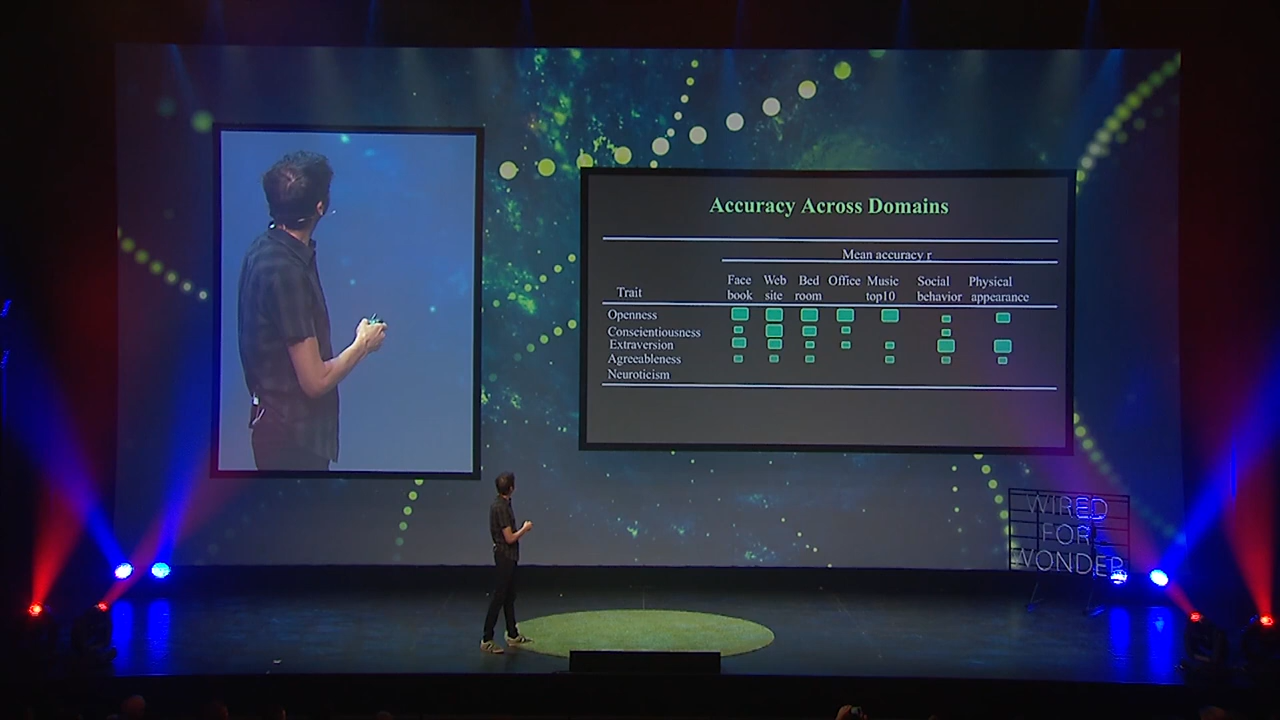 Accuracy Across Domains
Mean accuracy r
Trait
Face book
Web site
Bed room
Office
Music top10
Social behavior
Physical appearance
Openness
Conscientiousness
Extraversion
Agreeableness
Neuroticism
WIRED
FOR
WONDER